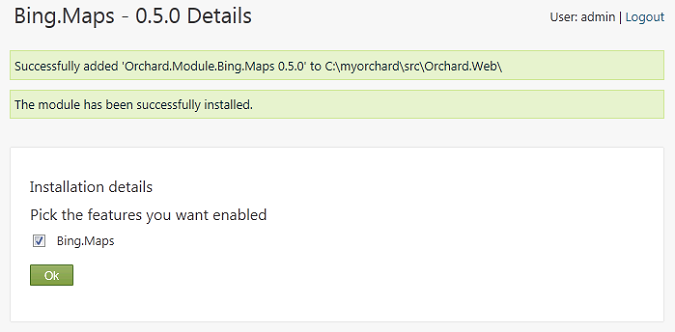 Bing.Maps - 0.5.0 Details
User: admin | Logout
Successfully added 'Orchard.Module.Bing.Maps 0.5.0' to C:\myorchard\src\Orchard.Web\
The module has been successfully installed.
Installation details
Pick the features you want enabled
Bing.Maps
Ok